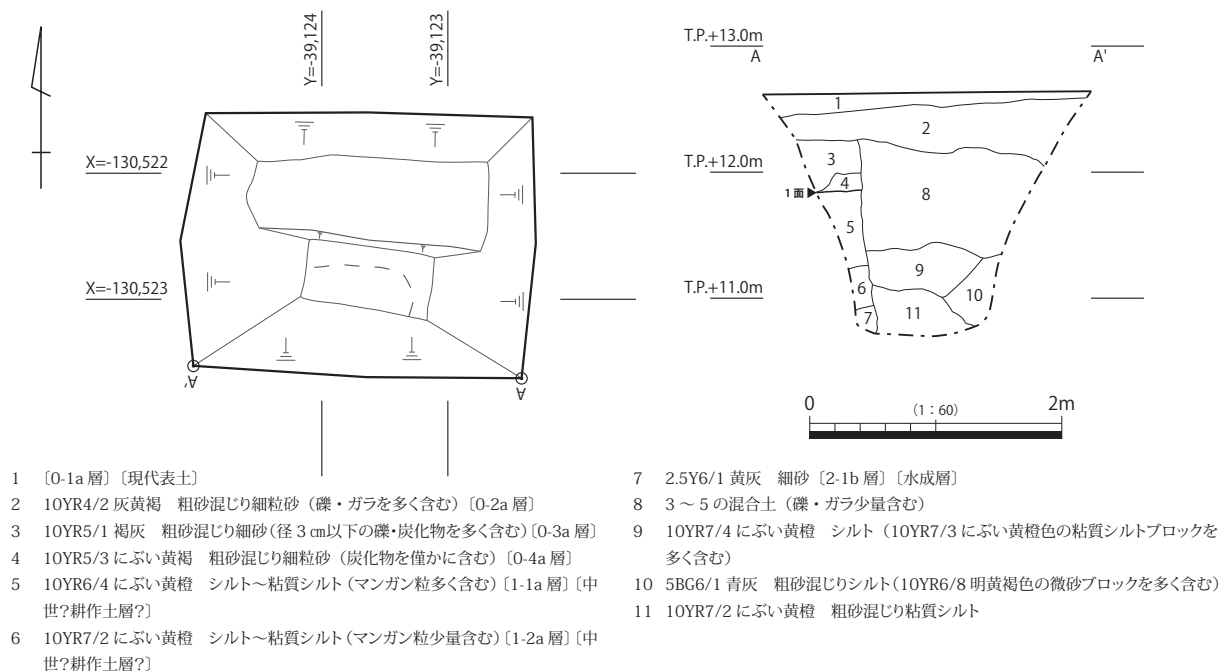 Y=-39,124
Y=-39,123
X=-130,522
X=-130,523
A'
A
T.P.+13.0m
A
A'
1
2
T.P.+12.0m
3
4
1面
8
5
9
T.P.+11.0m
6
10
7
11
0
(1：60)
2m
1 〔0-1a 層〕〔現代表土〕
2 10YR4/2 灰黄褐 粗砂混じり細粒砂（礫・ガラを多く含む）〔0-2a 層〕
3 10YR5/1 褐灰 粗砂混じり細砂（径 3 ㎝以下の礫・炭化物を多く含む）〔0-3a 層〕
4 10YR5/3 にぶい黄褐 粗砂混じり細粒砂（炭化物を僅かに含む）〔0-4a 層〕
5 10YR6/4 にぶい黄橙 シルト～粘質シルト（マンガン粒多く含む）〔1-1a 層〕〔中
世?耕作土層?〕
6 10YR7/2 にぶい黄橙 シルト～粘質シルト（マンガン粒少量含む）〔1-2a 層〕〔中
世?耕作土層?〕
7 2.5Y6/1 黄灰 細砂〔2-1b 層〕〔水成層〕
8 3 ～ 5 の混合土（礫・ガラ少量含む）
9 10YR7/4 にぶい黄橙 シルト（10YR7/3 にぶい黄橙色の粘質シルトブロックを
多く含む）
10 5BG6/1 青灰 粗砂混じりシルト（10YR6/8 明黄褐色の微砂ブロックを多く含む）
11 10YR7/2 にぶい黄橙 粗砂混じり粘質シルト